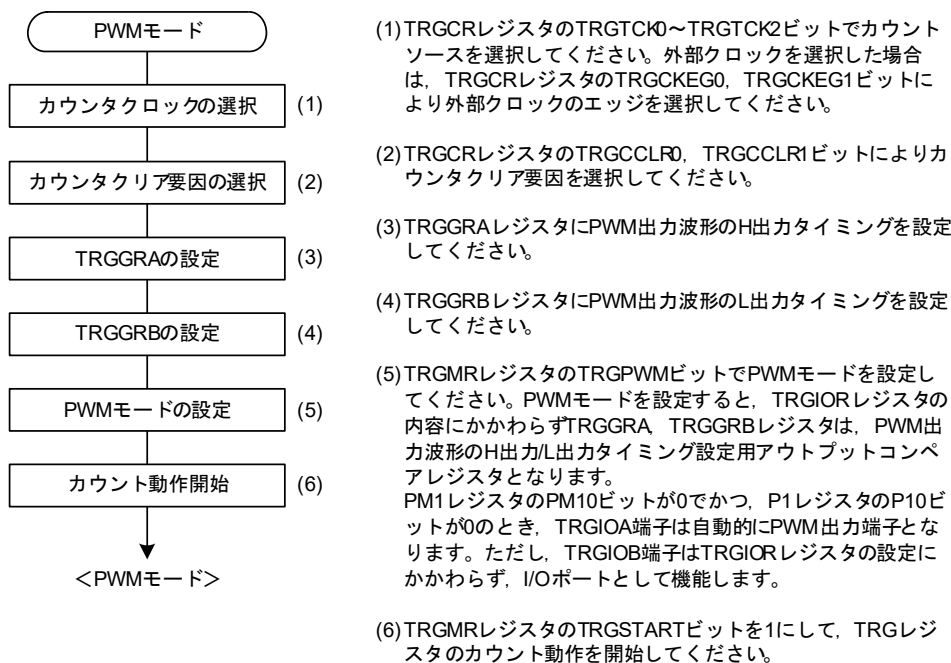 PWMモード
カウンタクロックの選択 (1)
カウンタクリア要因の選択 (2)
TRGGRAの設定 (3)
TRGGRBの設定 (4)
PWMモードの設定 (5)
カウント動作開始 (6)
＜PWMモード＞
(1) TRGCRレジスタのTRGTCK0～TRGTCK2ビットでカウント
ソースを選択してください。外部クロックを選択した場合
は，TRGCRレジスタのTRGCKEG0，TRGCKEG1ビットに
より外部クロックのエッジを選択してください。
(2) TRGCRレジスタのTRGCCLR0，TRGCCLR1ビットによりカ
ウンタクリア要因を選択してください。
(3) TRGGRAレジスタにPWM出力波形のH出力タイミングを設定
してください。
(4) TRGGRBレジスタにPWM出力波形のL出力タイミングを設定
してください。
(5) TRGMRレジスタのTRGPWMビットでPWMモードを設定し
てください。PWMモードを設定すると，TRGIORレジスタの
内容にかかわらずTRGGRA，TRGGRBレジスタは，PWM出
力波形のH出力/L出力タイミング設定用アウトプットコンペ
アレジスタとなります。
PM1レジスタのPM10ビットが0でかつ，P1レジスタのP10ビ
ットが0のとき，TRGIOA端子は自動的にPWM出力端子とな
ります。ただし，TRGIOB端子はTRGIORレジスタの設定に
かかわらず，I/Oポートとして機能します。
(6) TRGMRレジスタのTRGSTARTビットを1にして，TRGレジ
スタのカウント動作を開始してください。